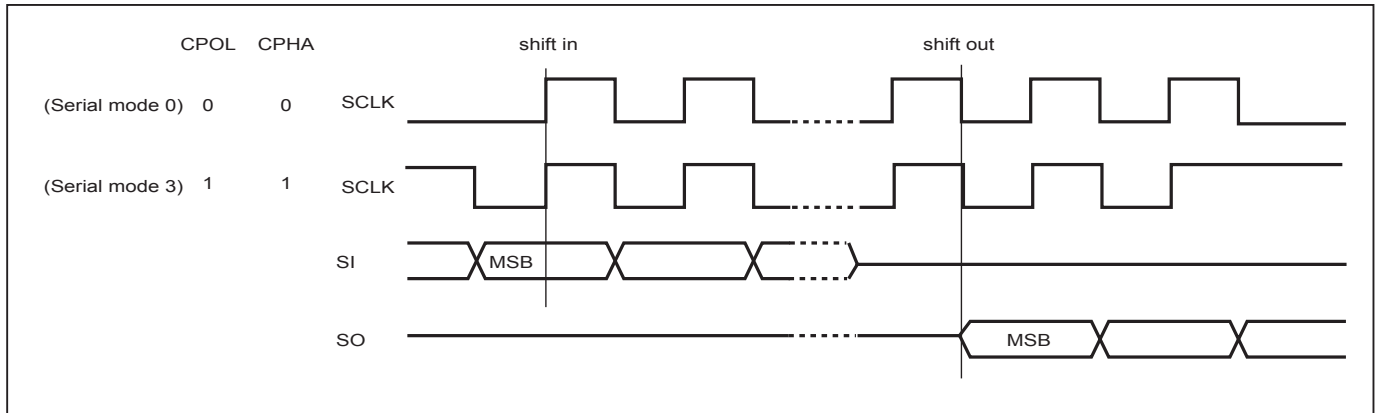 CPOL CPHA shift in shift out
(Serial mode 0) 0 0 SCLK
(Serial mode 3) 1 1 SCLK
SI MSB
SO MSB